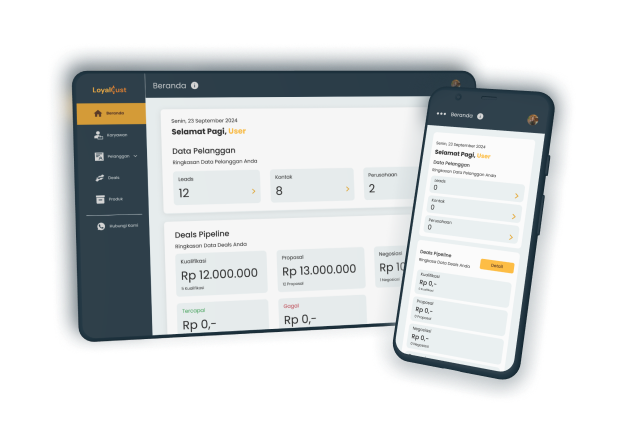 LoyalCust
Beranda
Karyawan
Pelanggan
Deals
Produk
Hubungi Kami
Beranda
Senin, 23 September 2024
Selamat Pagi, User
Data Pelanggan
Ringkasan Data Pelanggan Anda
Leads
12
Kontak
8
Perusahaan
2
Deals Pipeline
Ringkasan Data Deals Anda
Kualifikasi
Rp 12.000.000
11 Kualifikasi
Proposal
Rp 13.000.000
12 Proposal
Negosiasi
Rp 10
1 Negosiasi
Tercapai
Rp 0,-
Gagal
Rp 0,-
Beranda
Senin, 23 September 2024
Selamat Pagi, User
Data Pelanggan
Ringkasan Data Pelanggan Anda
Leads
0
Kontak
0
Perusahaan
0
Deals Pipeline
Ringkasan Data Deals Anda
Detail
Kualifikasi
Rp 0,-
0 Kualifikasi
Proposal
Rp 0,-
0 Proposal
Negosiasi
Rp 0,-
0 Negosiasi